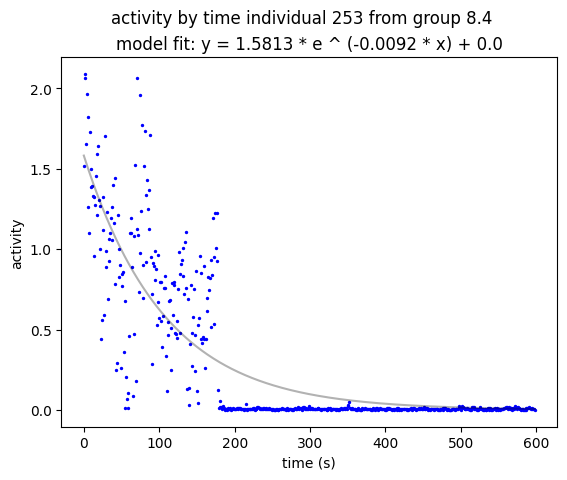 activity by time individual 253 from group 8.4
model fit: y = 1.5813 * e ^ (-0.0092 * x) + 0.0
2.0
1.5
1.0
0.5
0.0
activity
0 100 200 300 400 500 600
time (s)